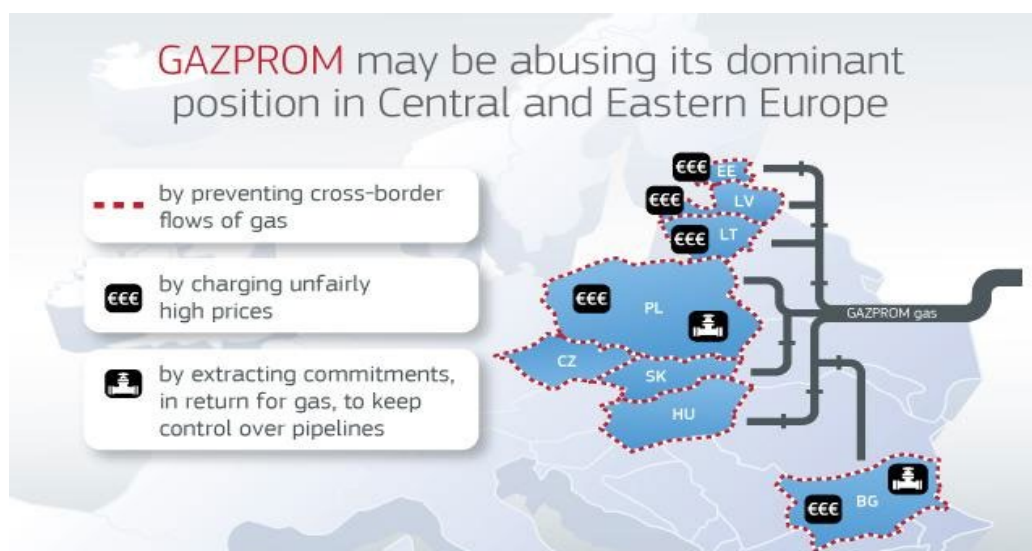 GAZPROM may be abusing its dominant
position in Central and Eastern Europe
by preventing cross-border
flows of gas
€€€
by charging unfairly
high prices
by extracting commitments,
in return for gas, to keep
control over pipelines
€€€
EE
€€€
LV
€€€
LT
€€€
PL
GAZPROM gas
CZ
SK
HU
€€€
BG